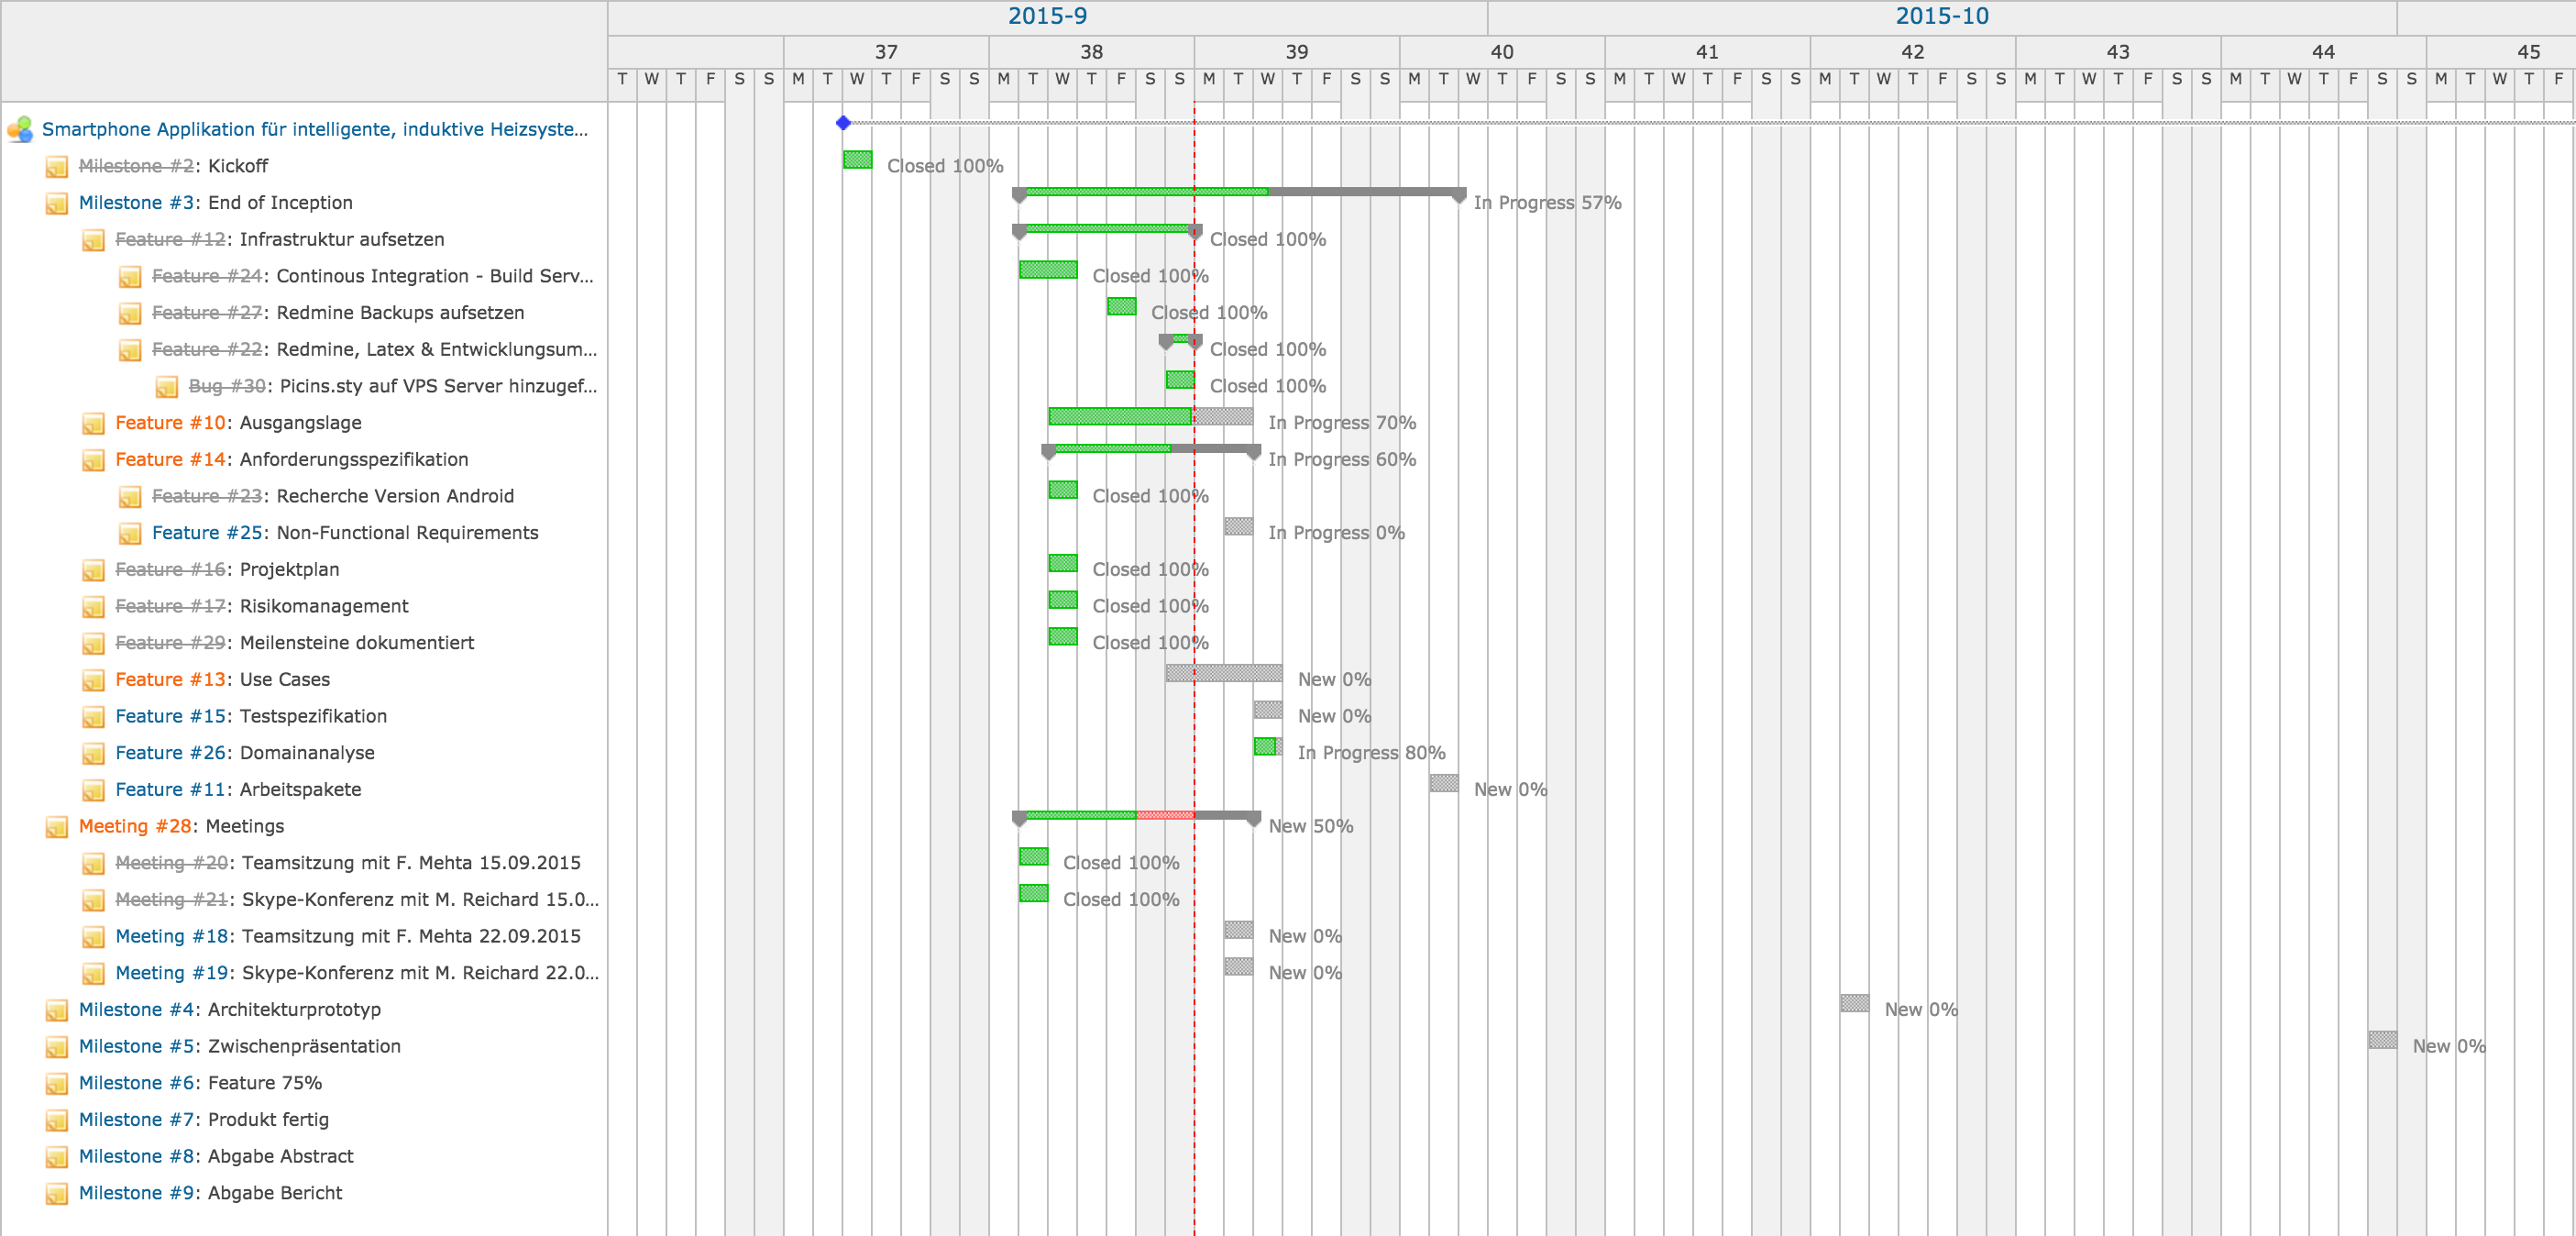 2015-9 2015-10
37 38 39 40 41 42 43 44 45
T W T F S S M T W T F S S M T W T F S S M T W T F S S M T W T F S S M T W T F S S M T W T F S S M T W T F S S M T W T F S S M T W T F
Smartphone Applikation für intelligente, induktive Heizsyste...
Milestone #2: Kickoff Closed 100%
Milestone #3: End of Inception In Progress 57%
Feature #12: Infrastruktur aufsetzen Closed 100%
Feature #24: Continous Integration - Build Serv... Closed 100%
Feature #27: Redmine Backups aufsetzen Closed 100%
Feature #22: Redmine, Latex & Entwicklungsum... Closed 100%
Bug #30: Picins.sty auf VPS Server hinzugef... Closed 100%
Feature #10: Ausgangslage In Progress 70%
Feature #14: Anforderungsspezifikation In Progress 60%
Feature #23: Recherche Version Android Closed 100%
Feature #25: Non-Functional Requirements In Progress 0%
Feature #16: Projektplan Closed 100%
Feature #17: Risikomanagement Closed 100%
Feature #29: Meilensteine dokumentiert Closed 100%
Feature #13: Use Cases New 0%
Feature #15: Testspezifikation New 0%
Feature #26: Domainanalyse In Progress 80%
Feature #11: Arbeitspakete New 0%
Meeting #28: Meetings New 50%
Meeting #20: Teamsitzung mit F. Mehta 15.09.2015 Closed 100%
Meeting #21: Skype-Konferenz mit M. Reichard 15.0... Closed 100%
Meeting #18: Teamsitzung mit F. Mehta 22.09.2015 New 0%
Meeting #19: Skype-Konferenz mit M. Reichard 22.0... New 0%
Milestone #4: Architekturprototyp New 0%
Milestone #5: Zwischenpräsentation New 0%
Milestone #6: Feature 75%
Milestone #7: Produkt fertig
Milestone #8: Abgabe Abstract
Milestone #9: Abgabe Bericht